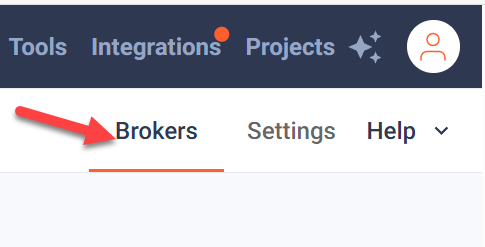 Tools Integrations Projects
Brokers Settings Help